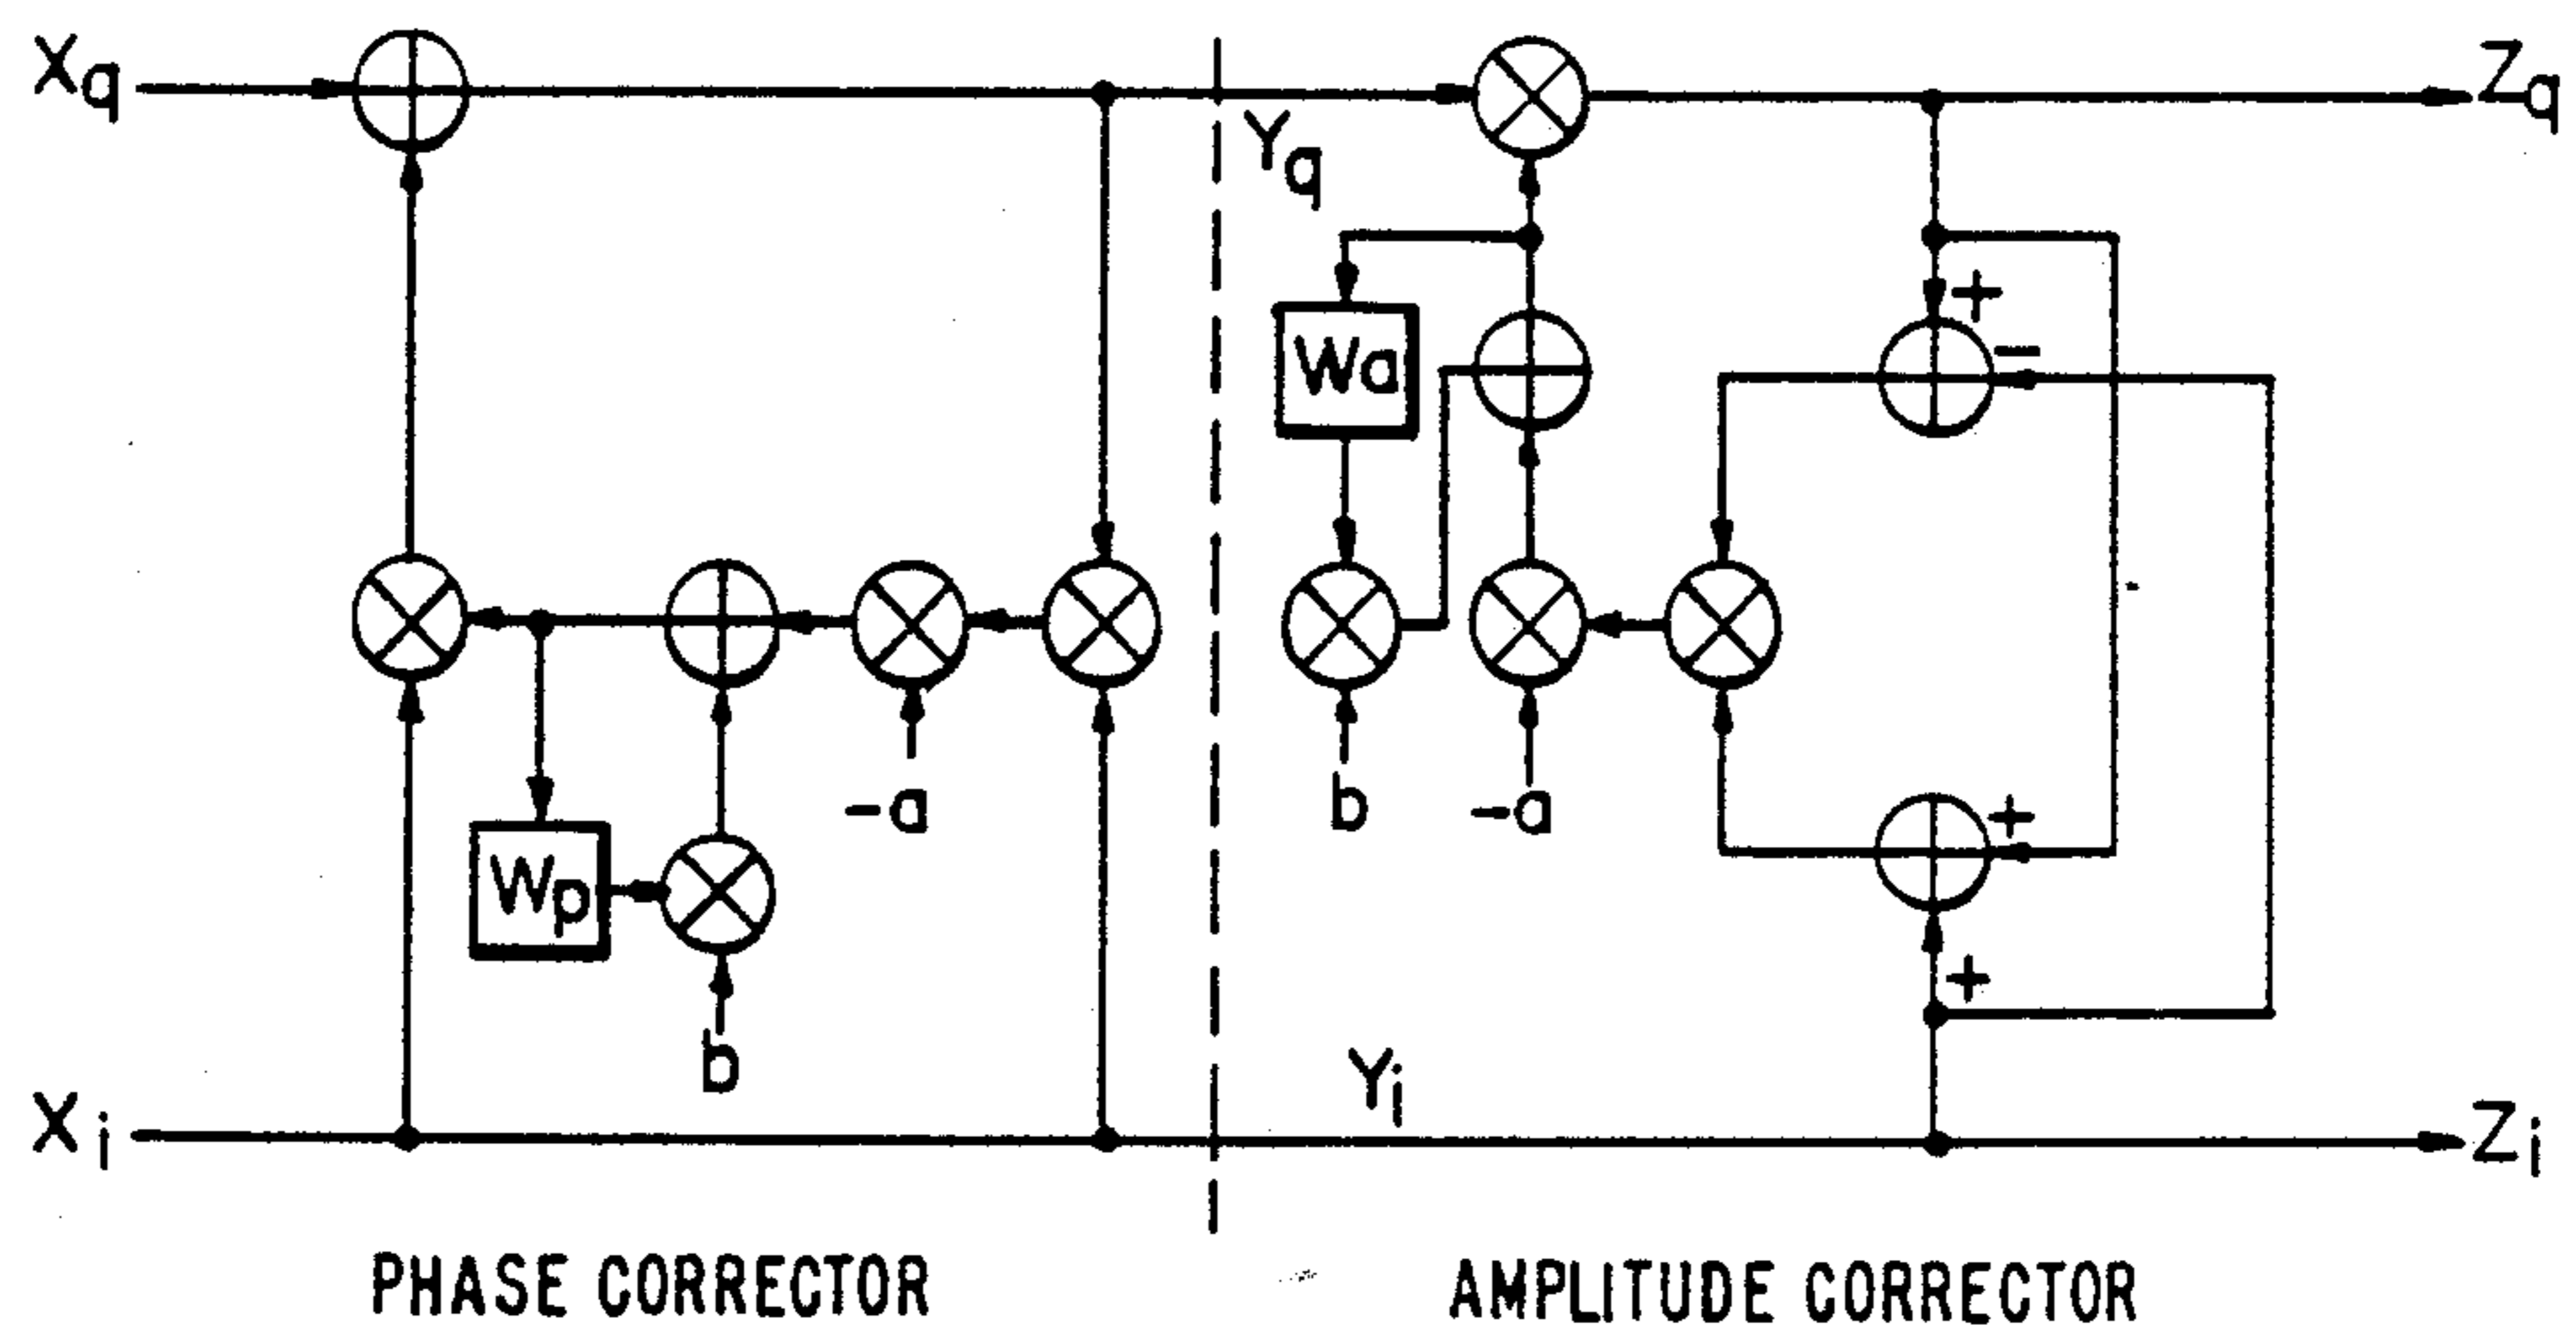 Xq
Zq
Yq
+
-
Wa
-a
b
-a
+
Wp
+
b
Yi
Xi
Zi
PHASE CORRECTOR
AMPLITUDE CORRECTOR